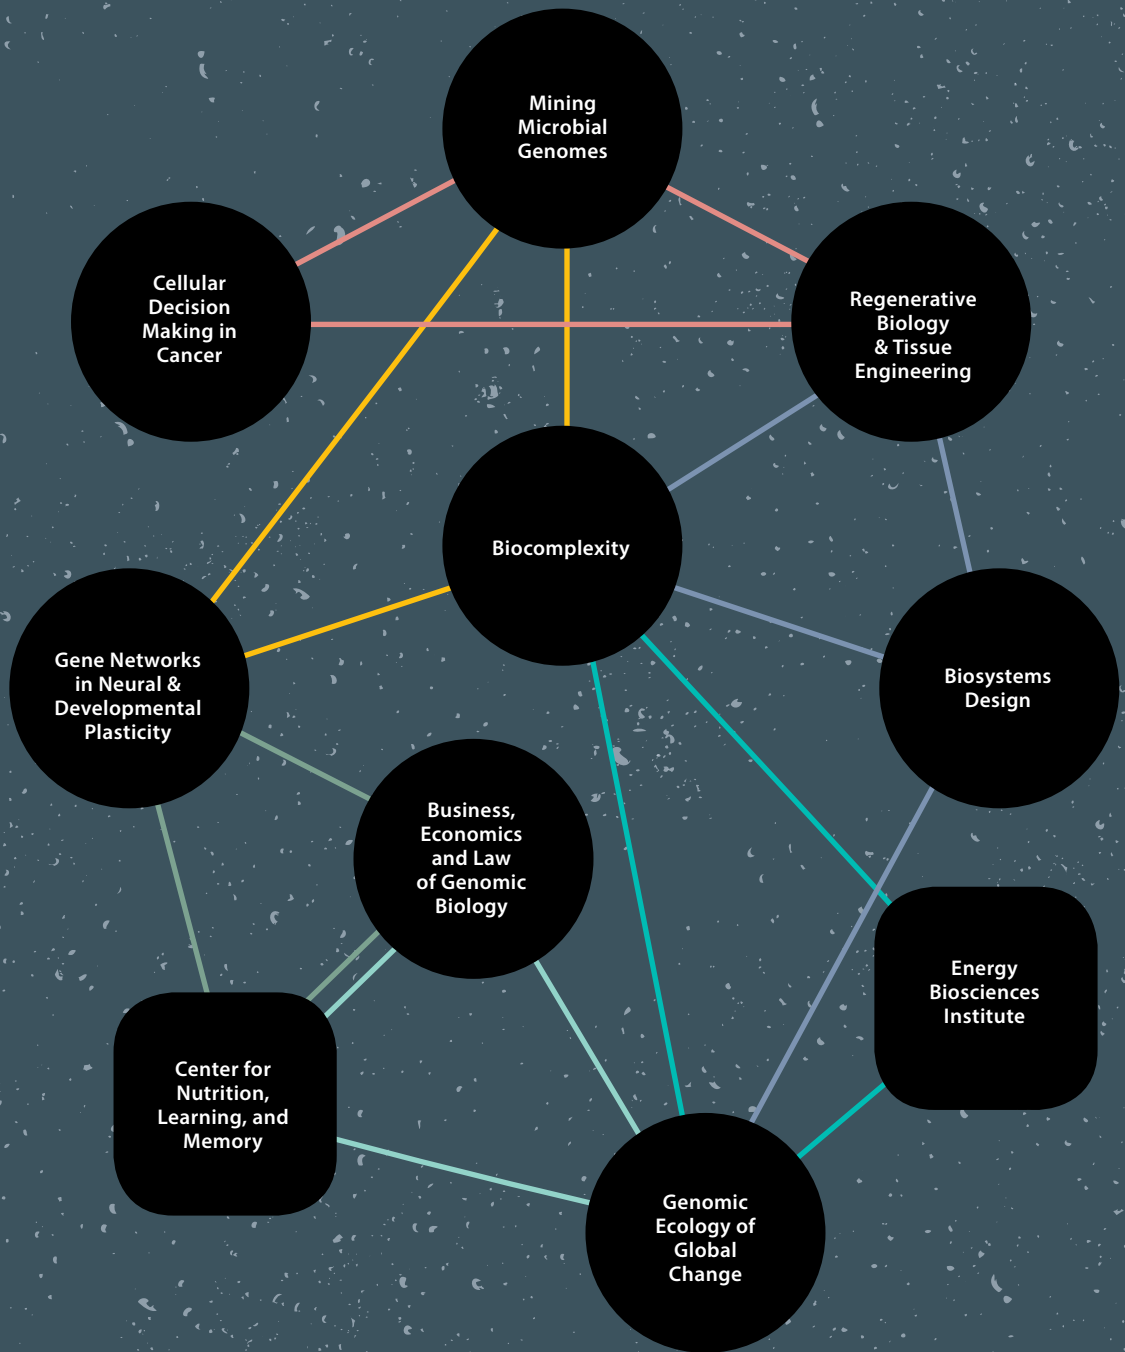 Mining
Microbial
Genomes
Cellular
Decision
Making in
Cancer
Regenerative
Biology
& Tissue
Engineering
Biocomplexity
Gene Networks
in Neural &
Developmental
Plasticity
Biosystems
Design
Business,
Economics
and Law
of Genomic
Biology
Energy
Biosciences
Institute
Center for
Nutrition,
Learning, and
Memory
Genomic
Ecology of
Global
Change